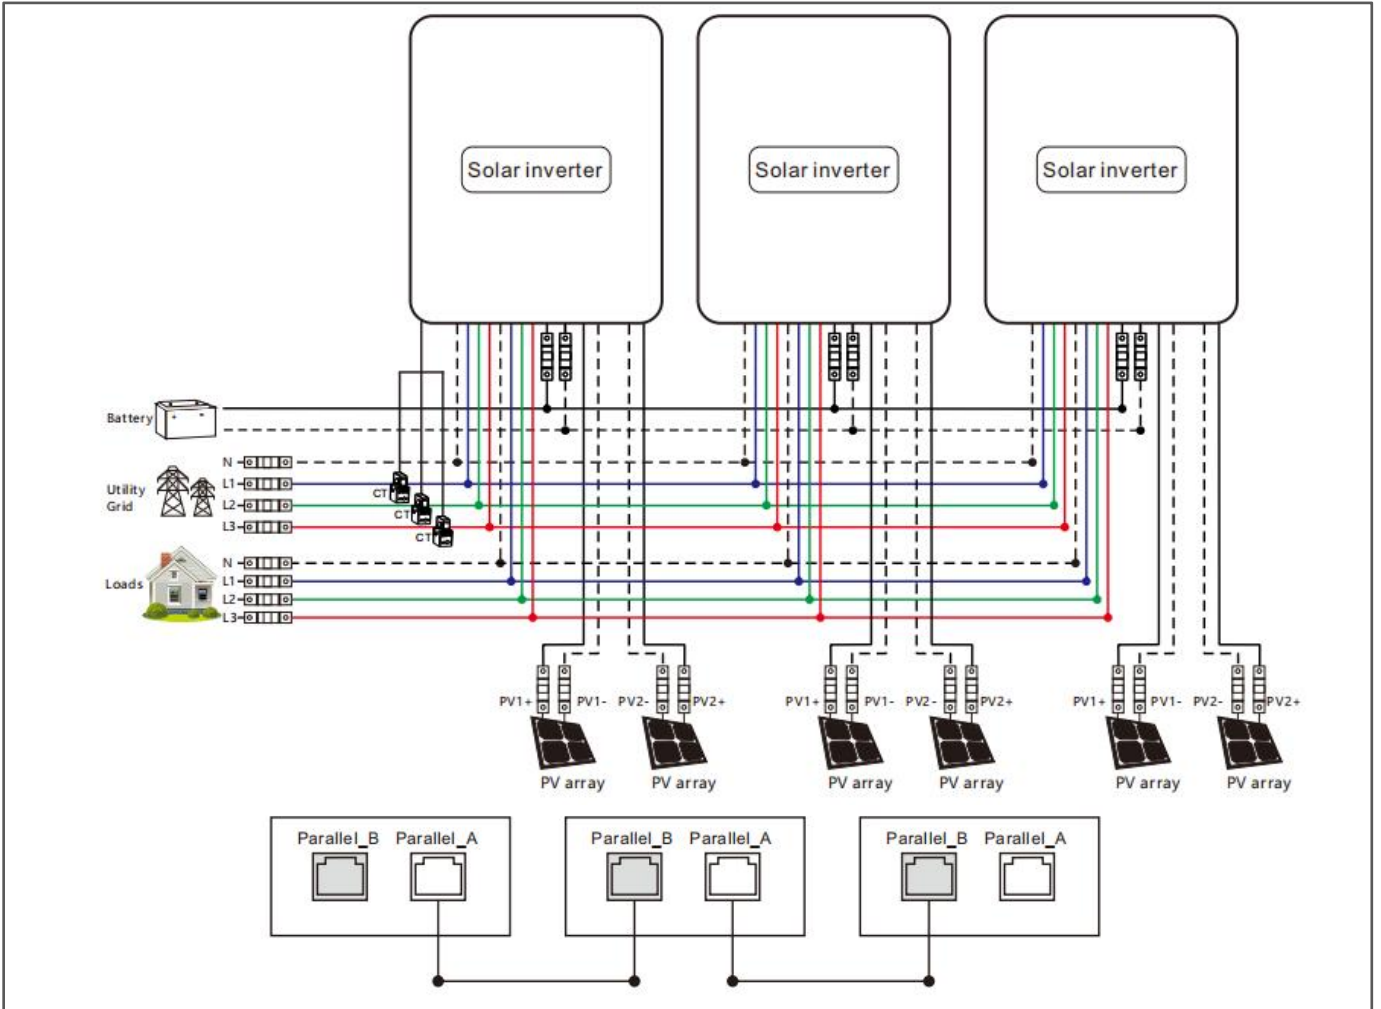 Solar inverter
Solar inverter
Solar inverter
Battery
+ -
Utility
Grid
N
L1
L2
L3
CT
CT
CT
Loads
N
L1
L2
L3
PV1+ PV1- PV2- PV2+
PV1+ PV1- PV2- PV2+
PV1+ PV1- PV2- PV2+
PV array PV array
PV array PV array
PV array PV array
Parallel_B Parallel_A
Parallel_B Parallel_A
Parallel_B Parallel_A